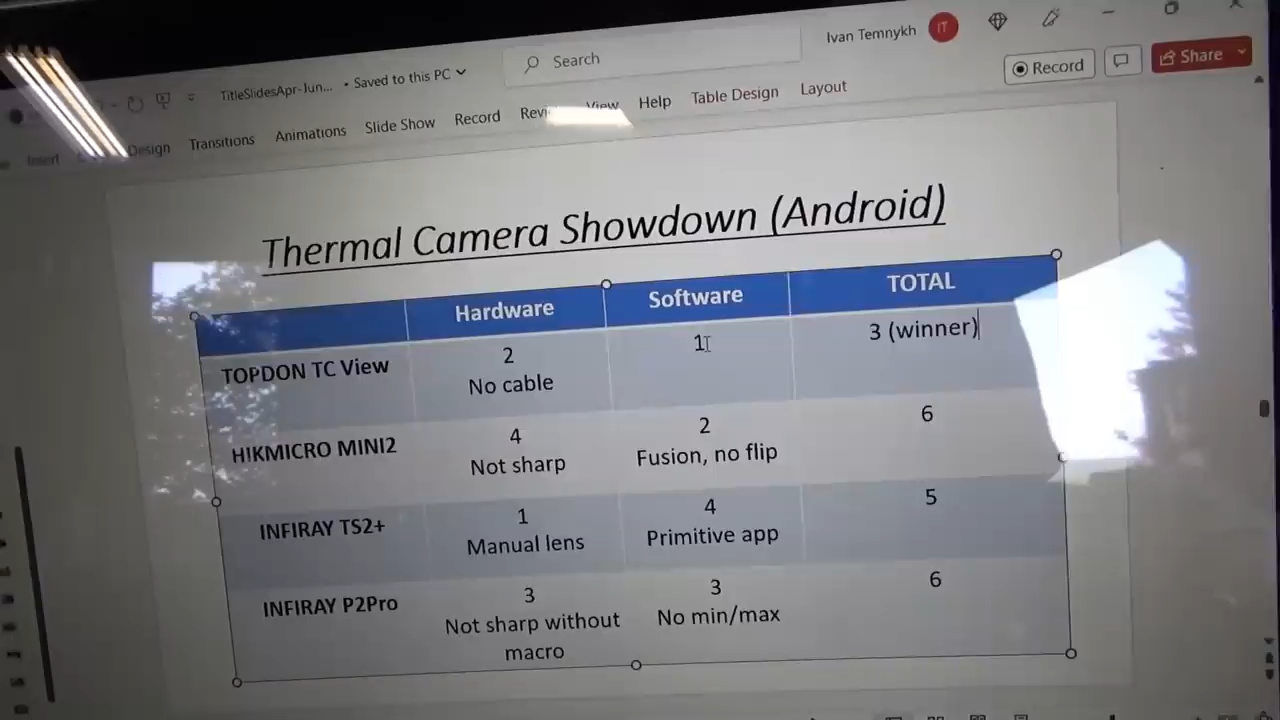 Ivan Temnykh IT
TitleSlidesApr-Jun... • Saved to this PC
Search
Record
Share
Insert
Design Transitions Animations Slide Show Record View Help Table Design Layout
Thermal Camera Showdown (Android)
Hardware Software TOTAL
TOPDON TC View 2 1 3 (winner)
No cable
HIKMICRO MINI2 4 2 6
Not sharp Fusion, no flip
INFIRAY TS2+ 1 4 5
Manual lens Primitive app
INFIRAY P2Pro 3 3 6
Not sharp without No min/max
macro